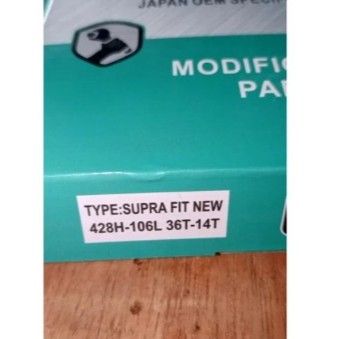 JAPAN OEM SPECI
MODIFIC
PA
TYPE:SUPRA FIT NEW
428H-106L 36T-14T